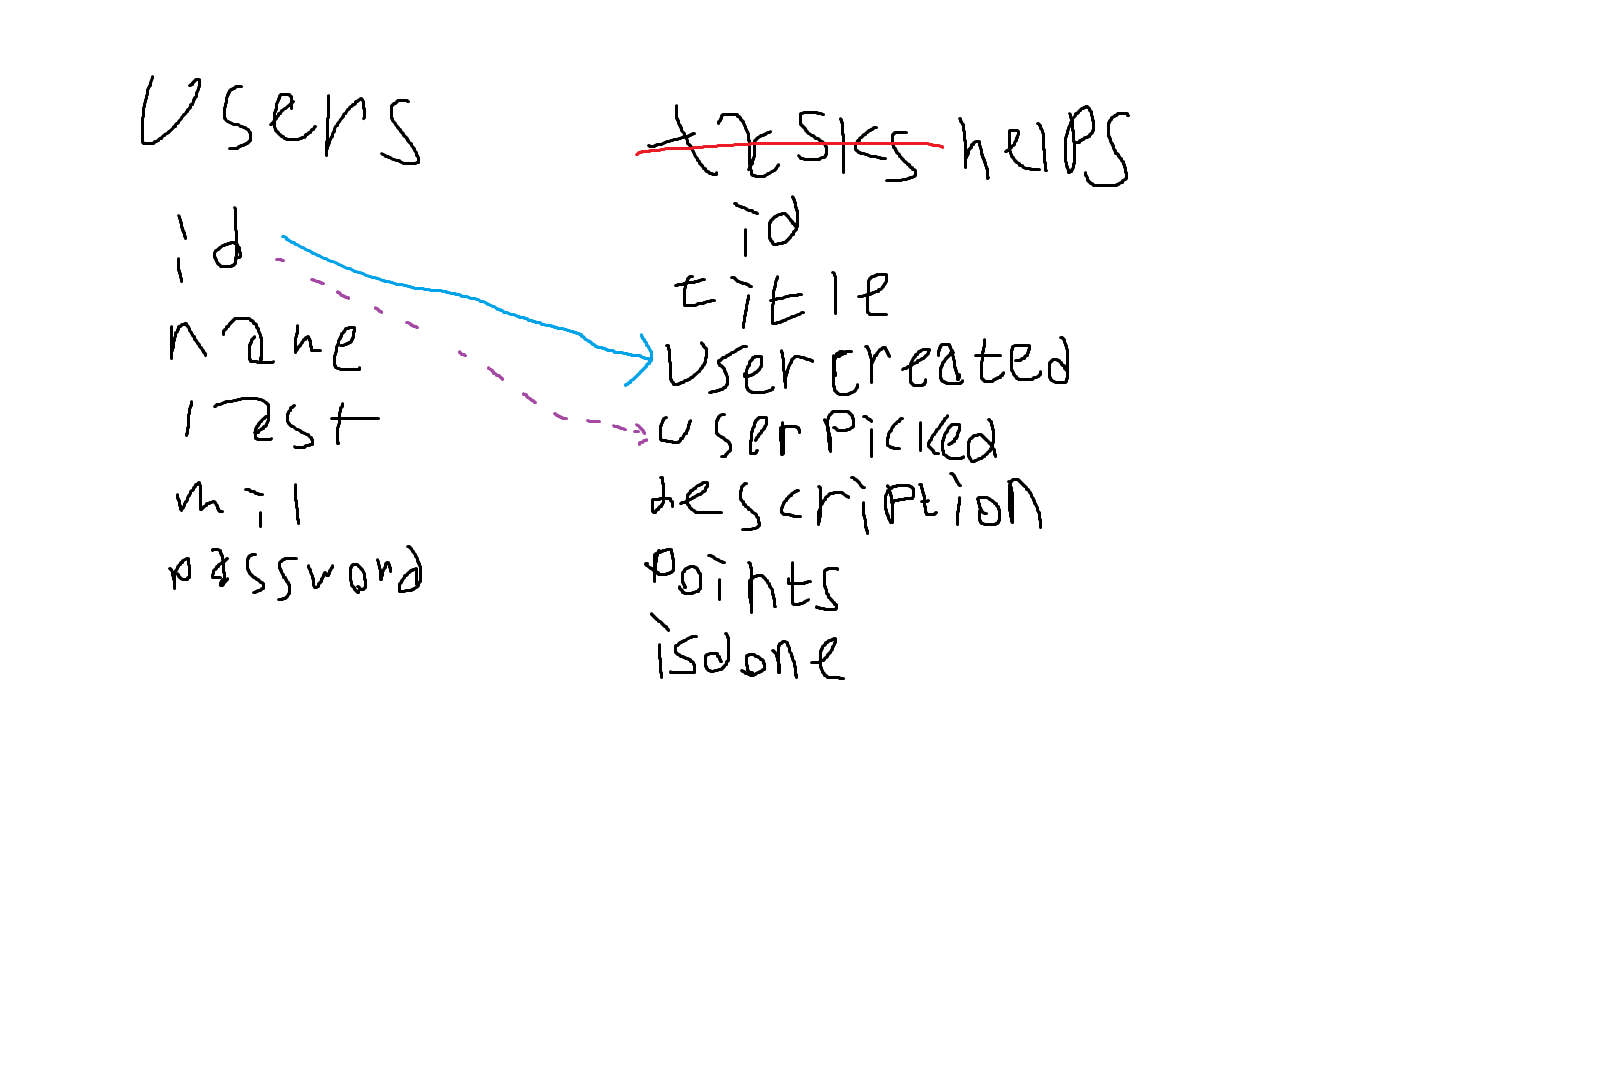 Users
tasks helps
id
name
last
mil
password
id
title
usercreated
userPicked
description
points
isdone